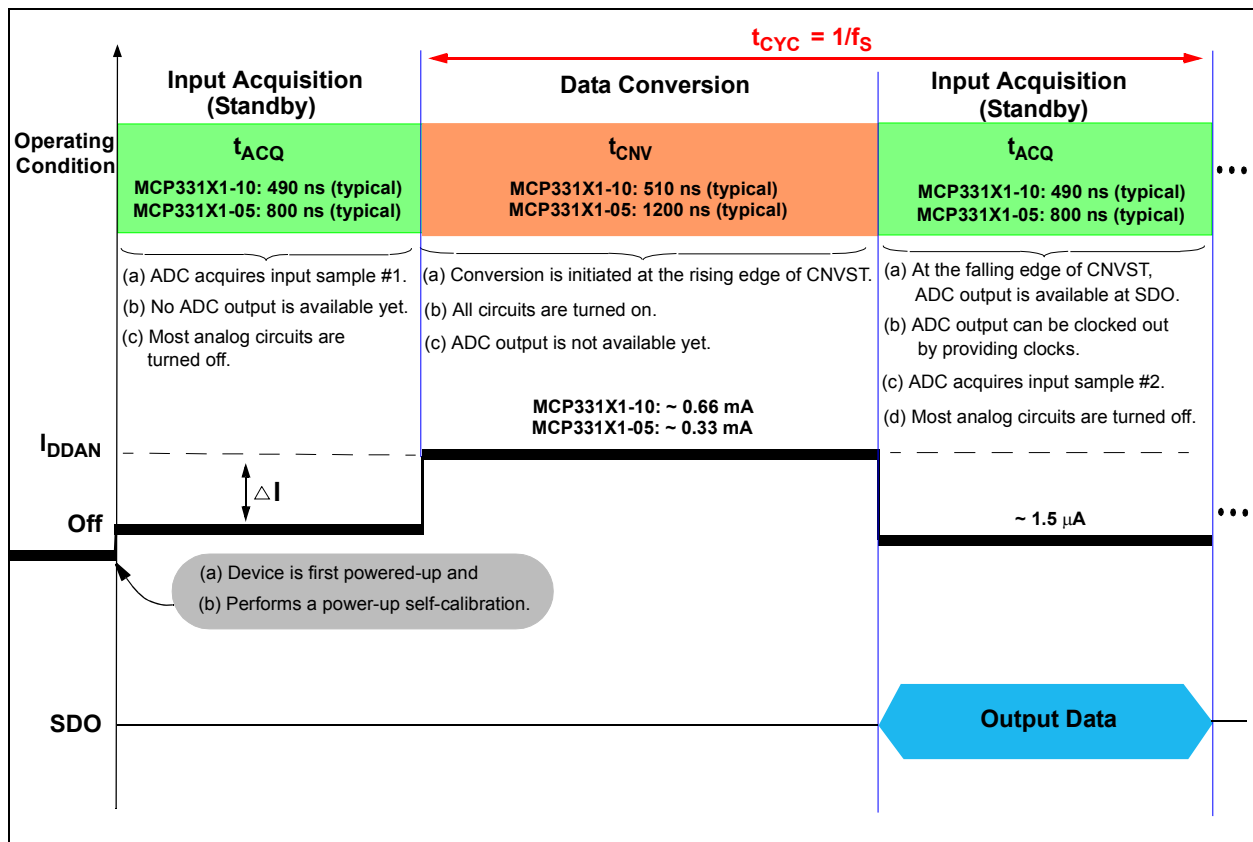 t_CYC = 1/f_S
Input Acquisition
(Standby)
Data Conversion
Input Acquisition
(Standby)
Operating
Condition
t_ACQ
MCP331X1-10: 490 ns (typical)
MCP331X1-05: 800 ns (typical)
t_CNV
MCP331X1-10: 510 ns (typical)
MCP331X1-05: 1200 ns (typical)
t_ACQ
MCP331X1-10: 490 ns (typical)
MCP331X1-05: 800 ns (typical)
(a) ADC acquires input sample #1.
(b) No ADC output is available yet.
(c) Most analog circuits are
turned off.
(a) Conversion is initiated at the rising edge of CNVST.
(b) All circuits are turned on.
(c) ADC output is not available yet.
(a) At the falling edge of CNVST,
ADC output is available at SDO.
(b) ADC output can be clocked out
by providing clocks.
(c) ADC acquires input sample #2.
(d) Most analog circuits are turned off.
MCP331X1-10: ~ 0.66 mA
MCP331X1-05: ~ 0.33 mA
I_DDAN
△I
Off
~ 1.5 μA
(a) Device is first powered-up and
(b) Performs a power-up self-calibration.
SDO
Output Data